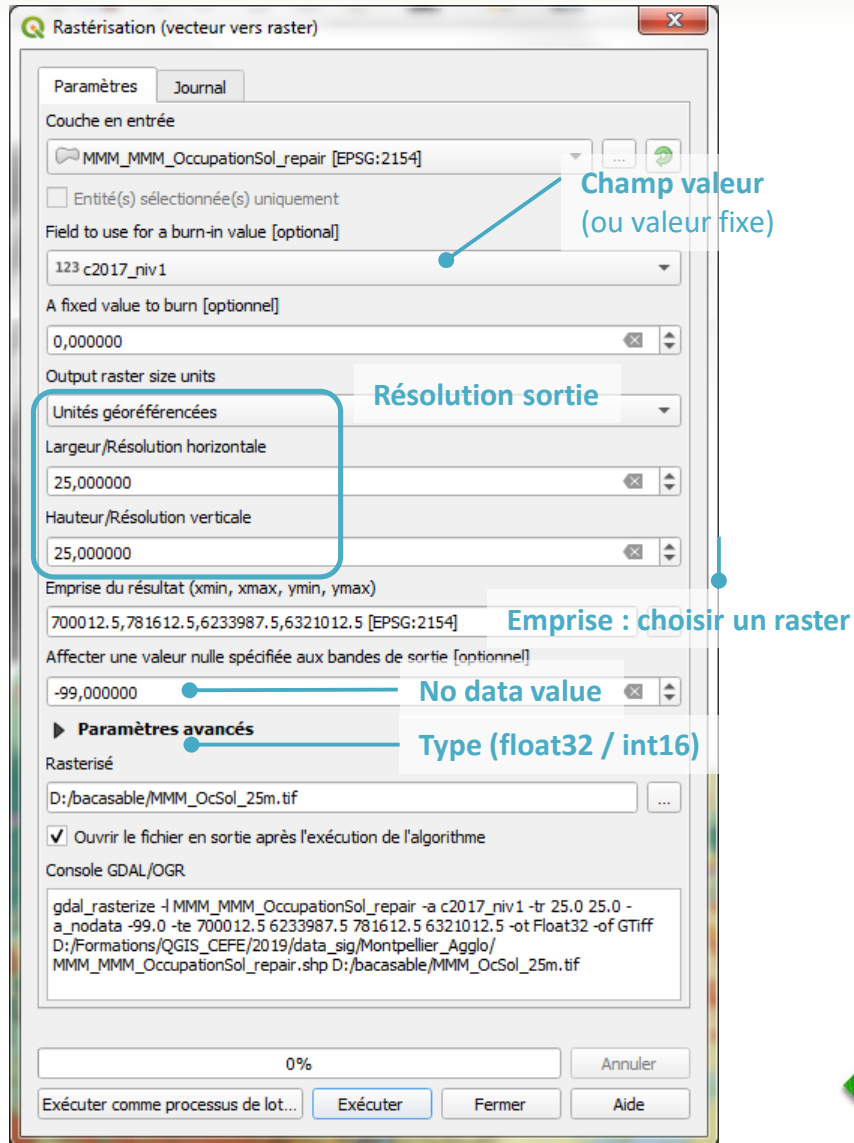 Rastérisation (vecteur vers raster)
Paramètres Journal
Couche en entrée
MMM_MMM_OccupationSol_repair [EPSG:2154] ...
Entité(s) sélectionnée(s) uniquement
Champ valeur
(ou valeur fixe)
Field to use for a burn-in value [optional]
123 c2017_niv1
A fixed value to burn [optionnel]
0,000000
Output raster size units
Résolution sortie
Unités géoréférencées
Largeur/Résolution horizontale
25,000000
Hauteur/Résolution verticale
25,000000
Emprise du résultat (xmin, xmax, ymin, ymax)
700012.5,781612.5,6233987.5,6321012.5 [EPSG:2154]
Emprise : choisir un raster
Affecter une valeur nulle spécifiée aux bandes de sortie [optionnel]
-99,000000
No data value
Paramètres avancés
Type (float32 / int16)
Rasterisé
D:/bacasable/MMM_OcSol_25m.tif ...
Ouvrir le fichier en sortie après l'exécution de l'algorithme
Console GDAL/OGR
gdal_rasterize -l MMM_MMM_OccupationSol_repair -a c2017_niv1 -tr 25.0 25.0 -
a_nodata -99.0 -te 700012.5 6233987.5 781612.5 6321012.5 -ot Float32 -of GTiff
D:/Formations/QGIS_CEFE/2019/data_sig/Montpellier_Agglo/
MMM_MMM_OccupationSol_repair.shp D:/bacasable/MMM_OcSol_25m.tif
0% Annuler
Exécuter comme processus de lot... Exécuter Fermer Aide